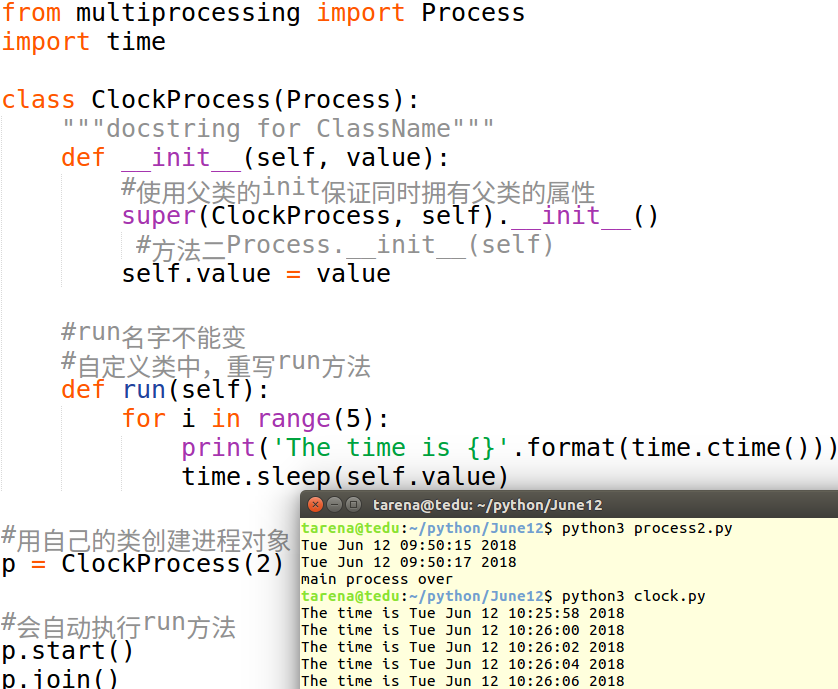 from multiprocessing import Process
import time
class ClockProcess(Process):
"""docstring for ClassName"""
def __init__(self, value):
#使用父类的init保证同时拥有父类的属性
super(ClockProcess, self).__init__()
#方法二Process.__init__(self)
self.value = value
#run名字不能变
#自定义类中，重写run方法
def run(self):
for i in range(5):
print('The time is {}'.format(time.ctime()))
time.sleep(self.value)
#用自己的类创建进程对象
p = ClockProcess(2)
#会自动执行run方法
p.start()
p.join()
tarena@tedu: ~/python/June12
tarena@tedu:~/python/June12$ python3 process2.py
Tue Jun 12 09:50:15 2018
Tue Jun 12 09:50:17 2018
main process over
tarena@tedu:~/python/June12$ python3 clock.py
The time is Tue Jun 12 10:25:58 2018
The time is Tue Jun 12 10:26:00 2018
The time is Tue Jun 12 10:26:02 2018
The time is Tue Jun 12 10:26:04 2018
The time is Tue Jun 12 10:26:06 2018